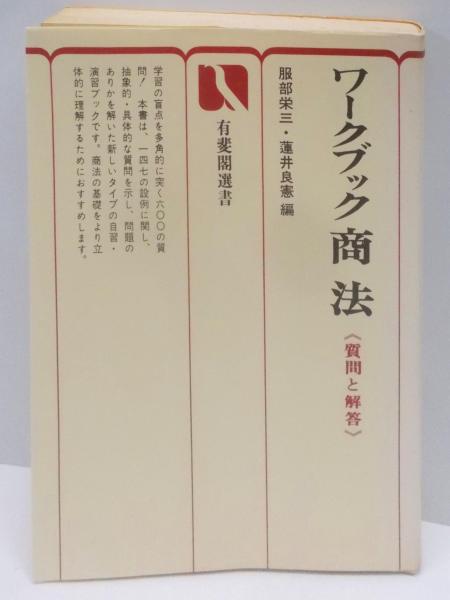 ワークブック商法
《質問と解答》
服部栄三・蓮井良憲 編
有斐閣選書
学習の盲点を多角的に突く六〇〇の質
問！　本書は、一四七の設例に関し、
抽象的・具体的な質問を示し、問題の
ありかを解いた新しいタイプの自習・
演習ブックです。商法の基礎をより立
体的に理解するためにおすすめします。